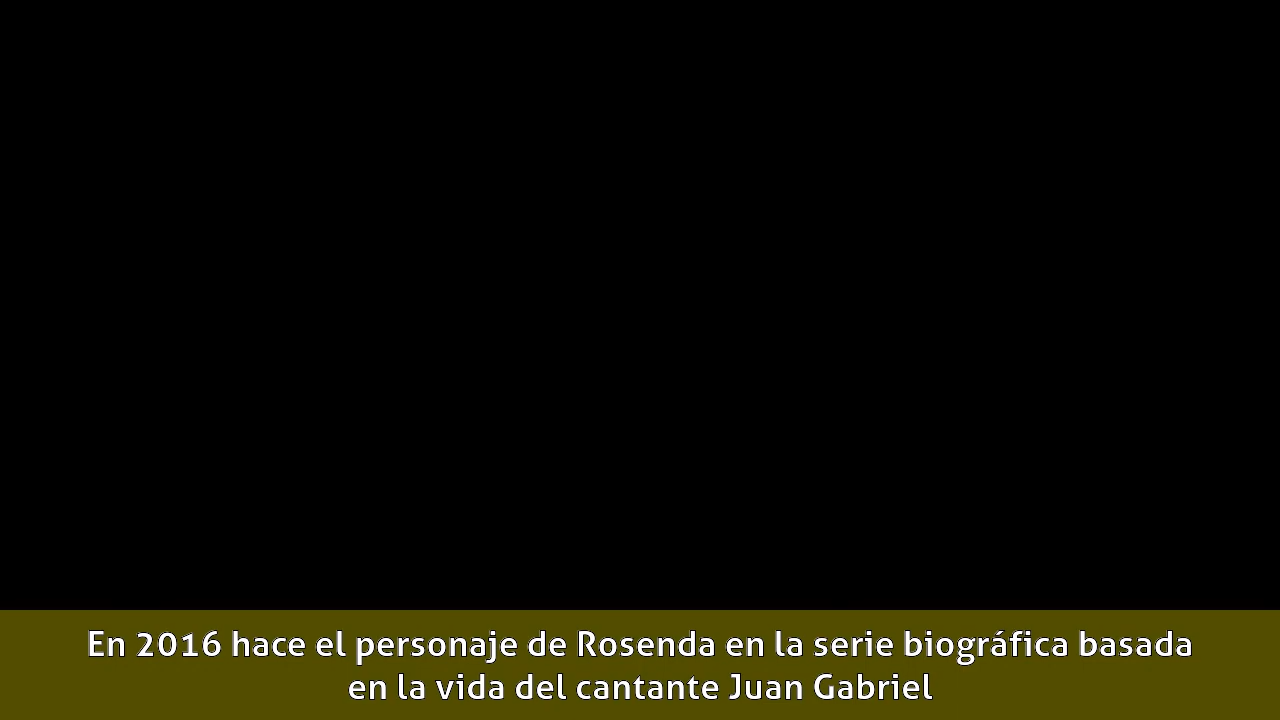 En 2016 hace el personaje de Rosenda en la serie biográfica basada
en la vida del cantante Juan Gabriel